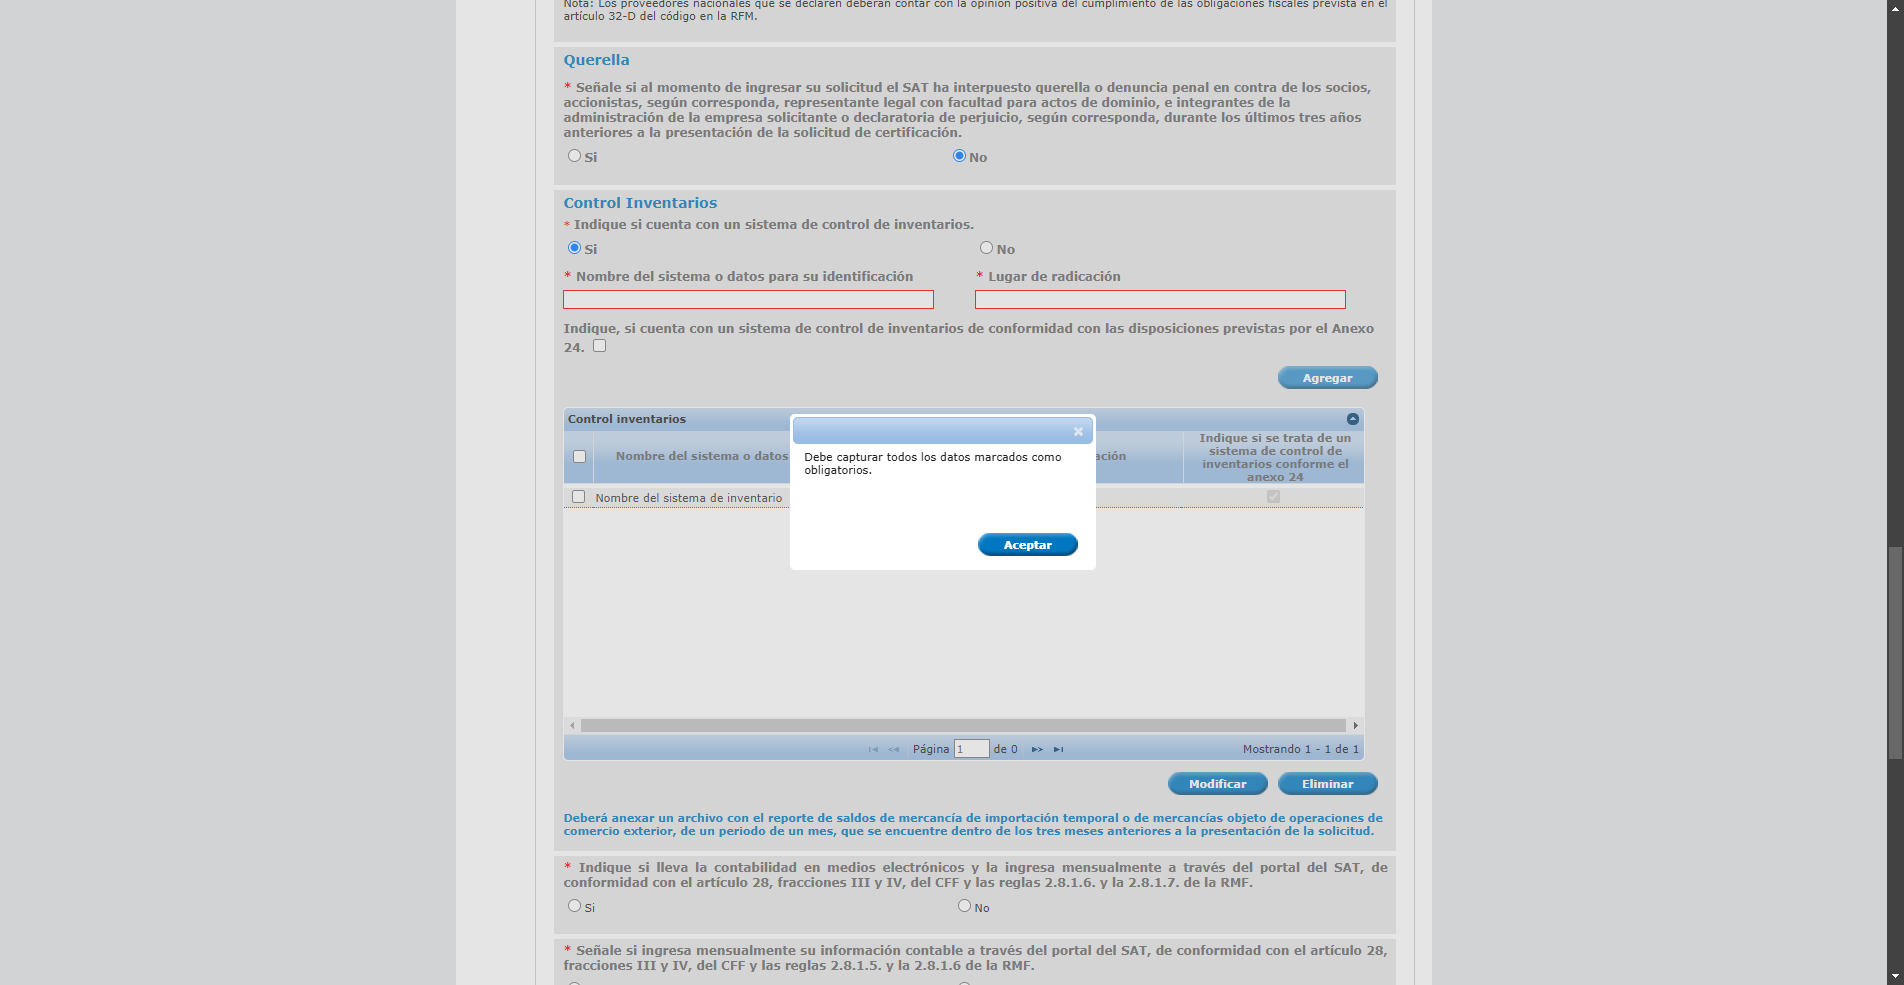 Nota: Los proveedores nacionales que se declaren deberán contar con la opinión positiva del cumplimiento de las obligaciones fiscales prevista en el
artículo 32-D del código en la RFM.
Querella
* Señale si al momento de ingresar su solicitud el SAT ha interpuesto querella o denuncia penal en contra de los socios,
accionistas, según corresponda, representante legal con facultad para actos de dominio, e integrantes de la
administración de la empresa solicitante o declaratoria de perjuicio, según corresponda, durante los últimos tres años
anteriores a la presentación de la solicitud de certificación.
Si No
Control Inventarios
* Indique si cuenta con un sistema de control de inventarios.
Si No
* Nombre del sistema o datos para su identificación * Lugar de radicación
Indique, si cuenta con un sistema de control de inventarios de conformidad con las disposiciones previstas por el Anexo
24.
Agregar
Control inventarios
Nombre del sistema o datos
Indique si se trata de un
sistema de control de
inventarios conforme el
anexo 24
Nombre del sistema de inventario
Debe capturar todos los datos marcados como
obligatorios.
Aceptar
Página 1 de 0 Mostrando 1 - 1 de 1
Modificar Eliminar
Deberá anexar un archivo con el reporte de saldos de mercancía de importación temporal o de mercancías objeto de operaciones de
comercio exterior, de un periodo de un mes, que se encuentre dentro de los tres meses anteriores a la presentación de la solicitud.
* Indique si lleva la contabilidad en medios electrónicos y la ingresa mensualmente a través del portal del SAT, de
conformidad con el artículo 28, fracciones III y IV, del CFF y las reglas 2.8.1.6. y la 2.8.1.7. de la RMF.
Si No
* Señale si ingresa mensualmente su información contable a través del portal del SAT, de conformidad con el artículo 28,
fracciones III y IV, del CFF y las reglas 2.8.1.5. y la 2.8.1.6 de la RMF.